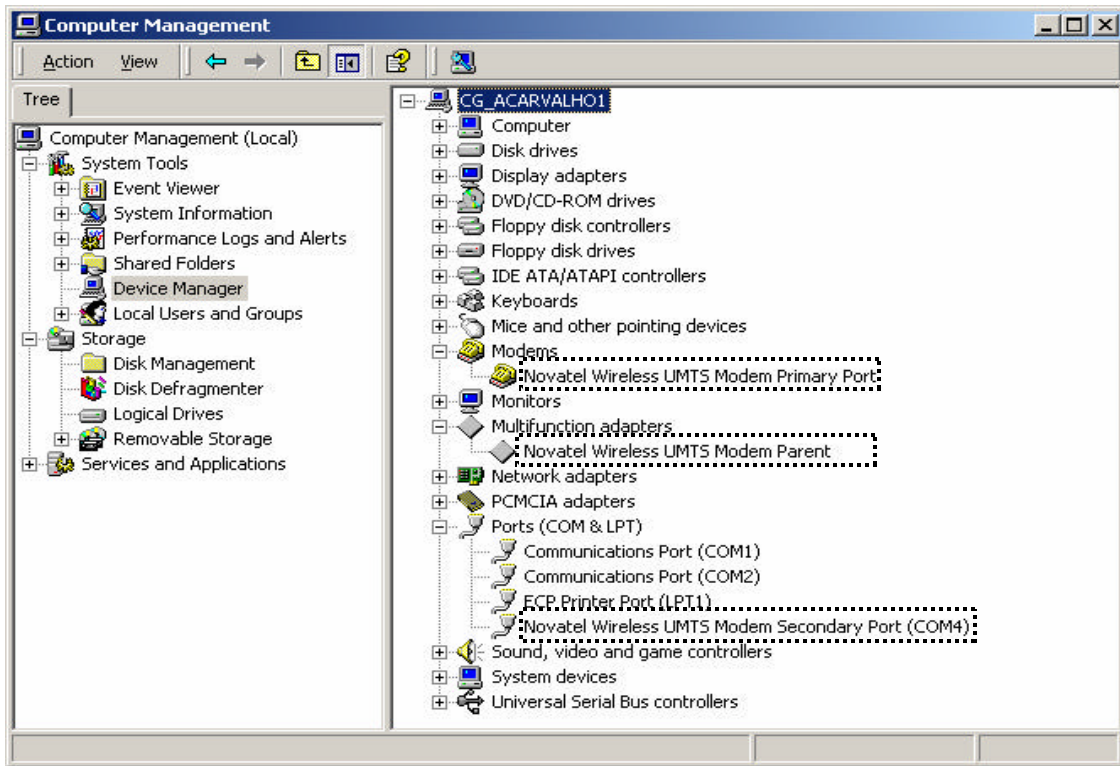 Computer Management
Action View
Tree
Computer Management (Local)
System Tools
Event Viewer
System Information
Performance Logs and Alerts
Shared Folders
Device Manager
Local Users and Groups
Storage
Disk Management
Disk Defragmenter
Logical Drives
Removable Storage
Services and Applications
CG_ACARVALHO1
Computer
Disk drives
Display adapters
DVD/CD-ROM drives
Floppy disk controllers
Floppy disk drives
IDE ATA/ATAPI controllers
Keyboards
Mice and other pointing devices
Modems
Novatel Wireless UMTS Modem Primary Port
Monitors
Multifunction adapters
Novatel Wireless UMTS Modem Parent
Network adapters
PCMCIA adapters
Ports (COM & LPT)
Communications Port (COM1)
Communications Port (COM2)
ECP Printer Port (LPT1)
Novatel Wireless UMTS Modem Secondary Port (COM4)
Sound, video and game controllers
System devices
Universal Serial Bus controllers